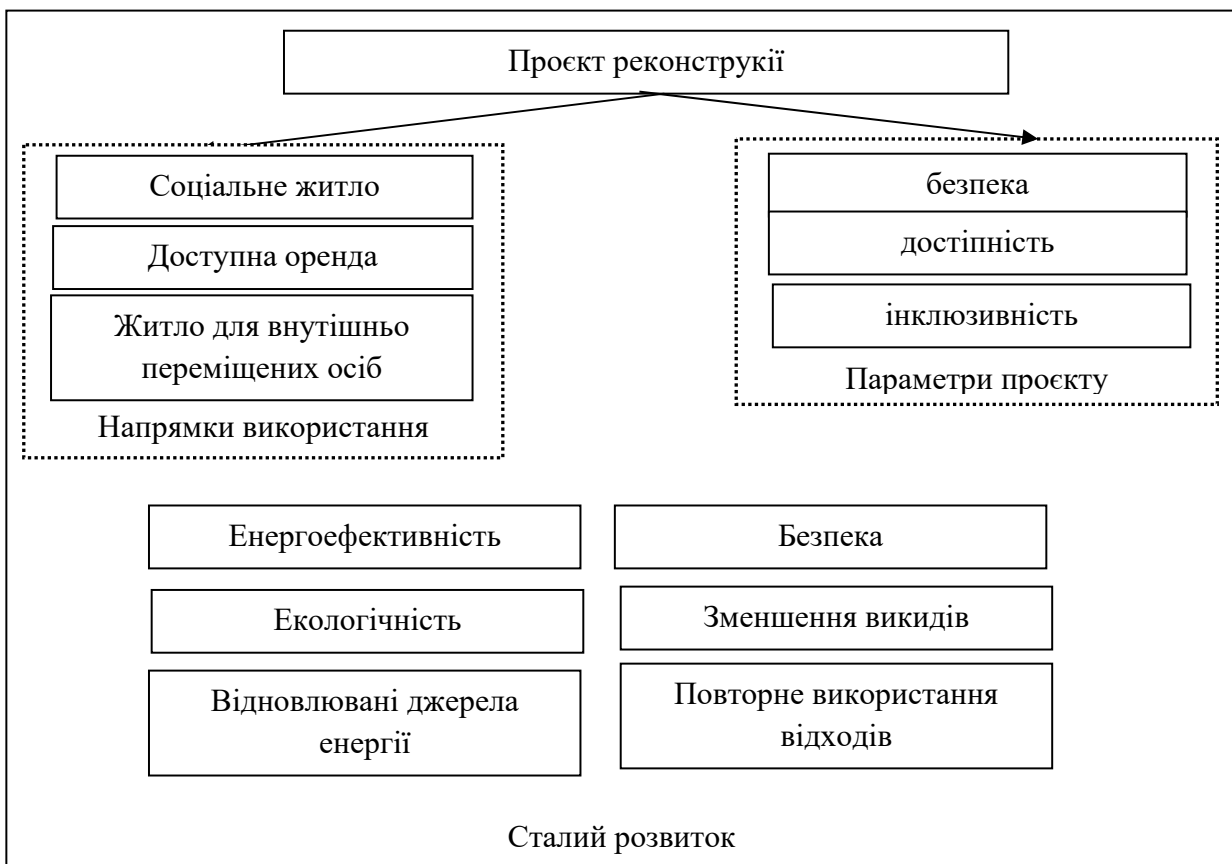 Проєкт реконструкії
Соціальне житло
Доступна оренда
Житло для внутішньо
переміщених осіб
Напрямки використання
безпека
достіпність
інклюзивність
Параметри проєкту
Енергоефективність
Безпека
Екологічність
Зменшення викидів
Відновлювані джерела
енергії
Повторне використання
відходів
Сталий розвиток